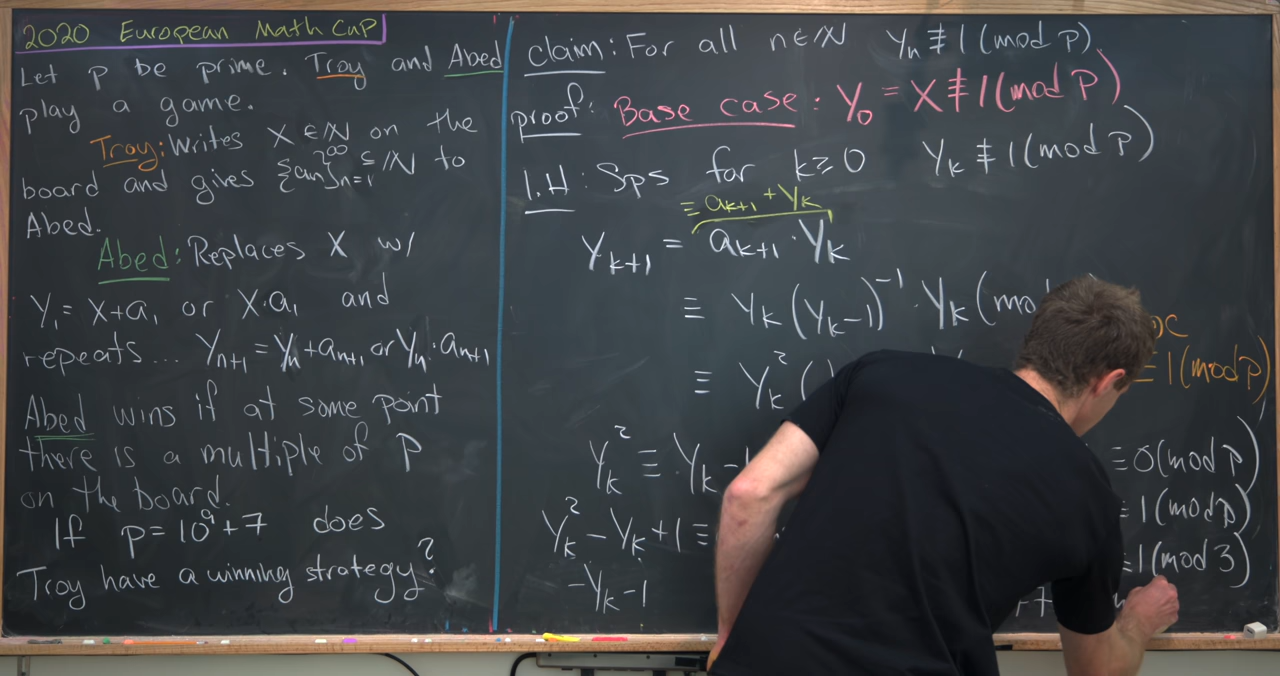 2020 European Math Cup
Let p be prime. Troy and Abed
play a game.
Troy: Writes X ∈ ℕ on the
board and gives {a_n}_{n=1}^∞ ⊆ ℕ to
Abed.
Abed: Replaces X w/
Y_1 = X + a_1 or X·a_1 and
repeats... Y_{n+1} = Y_n + a_{n+1} or Y_n·a_{n+1}
Abed wins if at some point
there is a multiple of p
on the board.
If p = 10^9 + 7 does
Troy have a winning strategy?
claim: For all n ∈ ℕ Y_n ≢ 1 (mod p)
proof: Base case: Y_0 = X ≢ 1 (mod p)
I.H: Sps for k ≥ 0 Y_k ≢ 1 (mod p)
≡ a_{k+1} + Y_k
Y_{k+1} = a_{k+1}·Y_k
≡ Y_k (Y_k - 1)^{-1}·Y_k (mo
≡ Y_k^2 (
≡ 1 (mod p)
Y_k^2 ≡ Y_k - 1
≡ 0 (mod p)
Y_k^2 - Y_k + 1 ≡
≡ 1 (mod p)
-Y_k - 1
≡ 1 (mod 3)